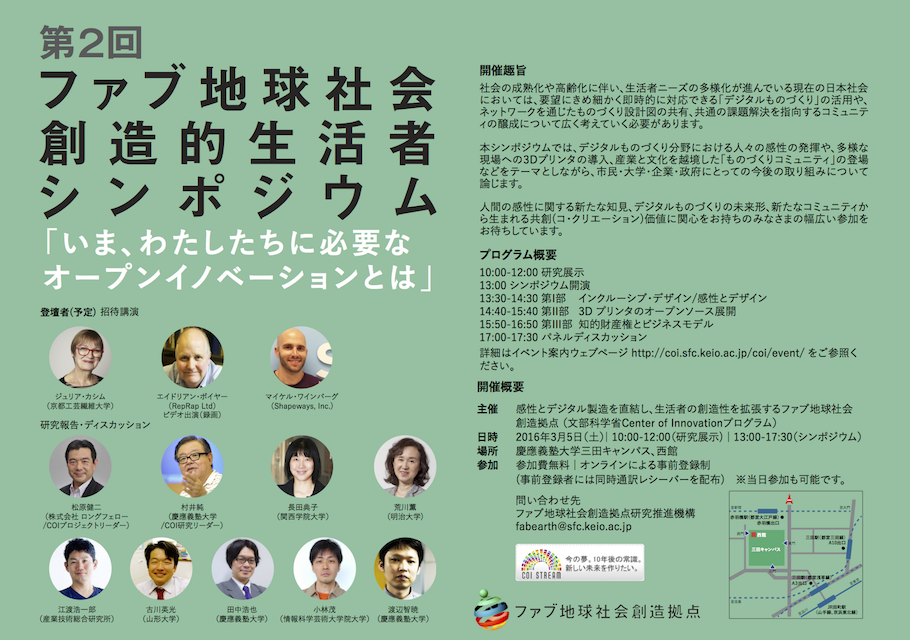 第2回
ファブ地球社会
創造的生活者
シンポジウム
「いま、わたしたちに必要な
オープンイノベーションとは」
登壇者(予定) 招待講演
ジュリア・カシム
(京都工芸繊維大学)
エイドリアン・ボイヤー
(RepRap Ltd)
ビデオ出演(録画)
マイケル・ワインバーグ
(Shapeways, Inc.)
研究報告・ディスカッション
松原健二
(株式会社 ロングフェロー
/COIプロジェクトリーダー)
村井純
(慶應義塾大学
/COI研究リーダー)
長田典子
(関西学院大学)
荒川薫
(明治大学)
江渡浩一郎
(産業技術総合研究所)
古川英光
(山形大学)
田中浩也
(慶應義塾大学)
小林茂
(情報科学芸術大学院大学)
渡辺智暁
(慶應義塾大学)
開催趣旨
社会の成熟化や高齢化に伴い、生活者ニーズの多様化が進んでいる現在の日本社会
においては、要望にきめ細かく即時的に対応できる「デジタルものづくり」の活用や、
ネットワークを通じたものづくり設計図の共有、共通の課題解決を指向するコミュニテ
ィの醸成について広く考えていく必要があります。
本シンポジウムでは、デジタルものづくり分野における人々の感性の発揮や、多様な
現場への3Dプリンタの導入、産業と文化を越境した「ものづくりコミュニティ」の登場
などをテーマとしながら、市民・大学・企業・政府にとっての今後の取り組みについて
論じます。
人間の感性に関する新たな知見、デジタルものづくりの未来形、新たなコミュニティか
ら生まれる共創(コ・クリエーション)価値に関心をお持ちのみなさまの幅広い参加を
お待ちしています。
プログラム概要
10:00-12:00 研究展示
13:00 シンポジウム開演
13:30-14:30 第I部 インクルーシブ・デザイン/感性とデザイン
14:40-15:40 第II部 3D プリンタのオープンソース展開
15:50-16:50 第III部 知的財産権とビジネスモデル
17:00-17:30 パネルディスカッション
詳細はイベント案内ウェブページ http://coi.sfc.keio.ac.jp/coi/event/ をご参照く
ださい。
開催概要
主催 感性とデジタル製造を直結し、生活者の創造性を拡張するファブ地球社会
創造拠点(文部科学省Center of Innovationプログラム)
日時 2016年3月5日(土)| 10:00-12:00(研究展示) | 13:00-17:30(シンポジウム)
場所 慶應義塾大学三田キャンパス、西館
参加 参加費無料 | オンラインによる事前登録制
(事前登録者には同時通訳レシーバーを配布) ※当日参加も可能です。
問い合わせ先
ファブ地球社会創造拠点研究推進機構
fabearth@sfc.keio.ac.jp
COI STREAM
今の夢。10年後の常識。
新しい未来を作りたい。
ファブ地球社会創造拠点
西館
三田キャンパス